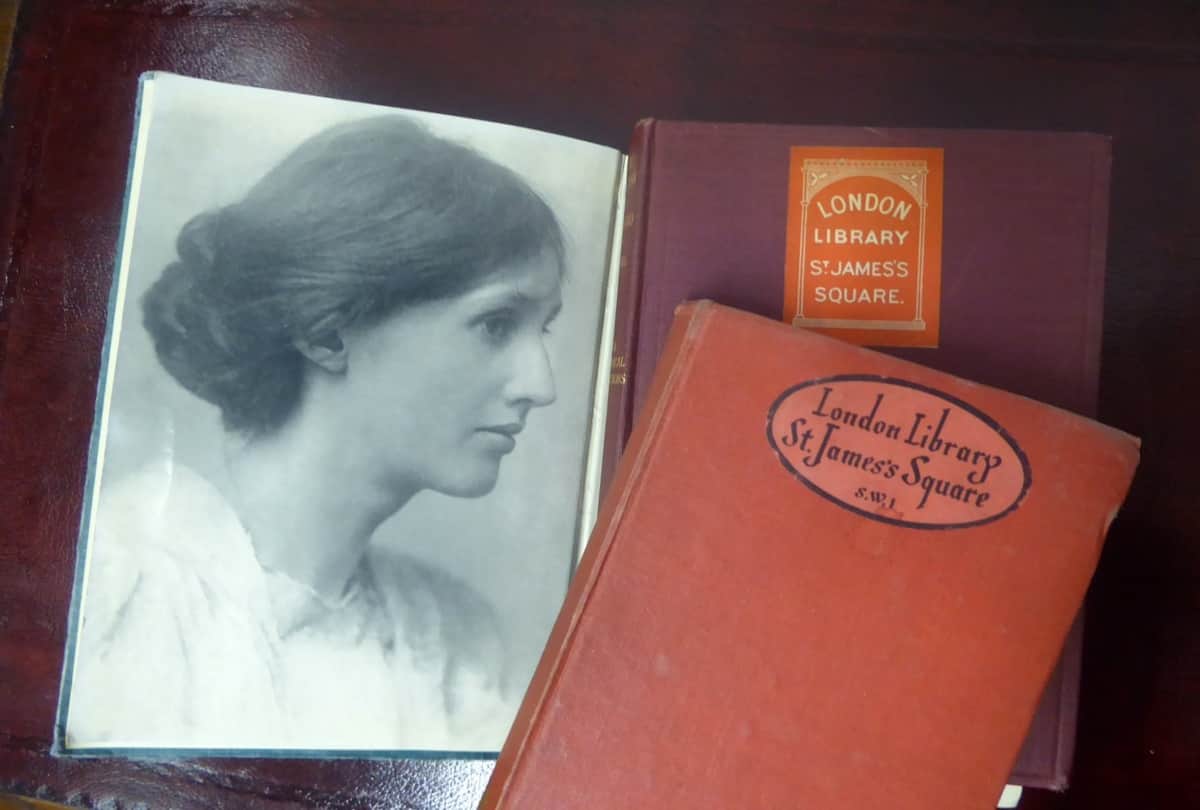 LONDON
LIBRARY
ST JAMES'S
SQUARE.
London Library
St. James's Square
S.W.1